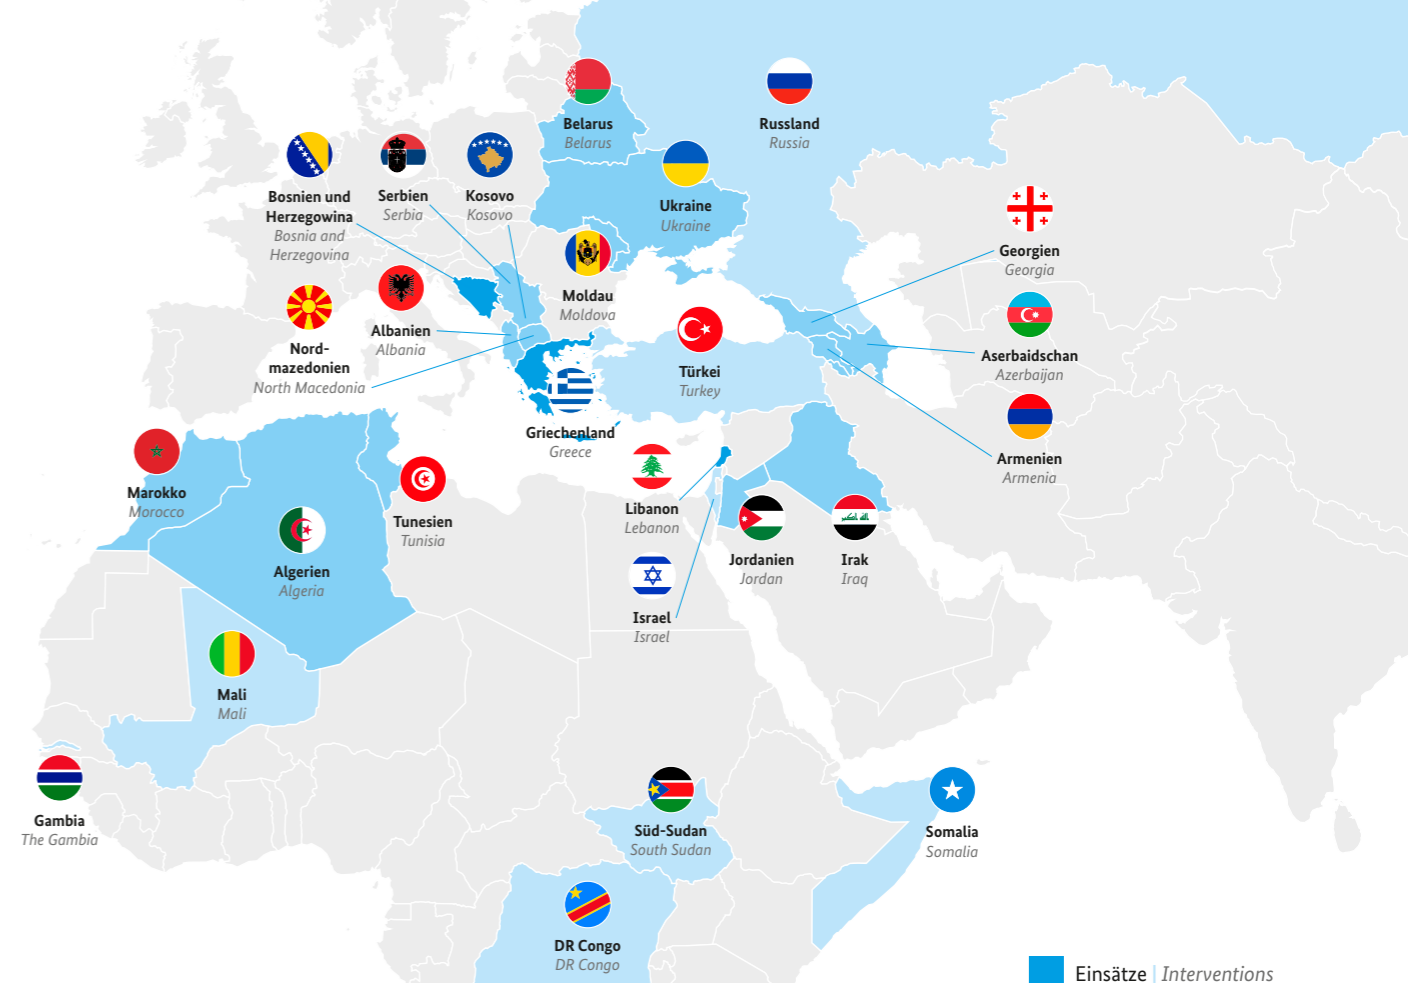 Belarus
Belarus
Russland
Russia
Bosnien und
Herzegowina
Bosnia and
Herzegovina
Serbien
Serbia
Kosovo
Kosovo
Ukraine
Ukraine
Georgien
Georgia
Moldau
Moldova
Albanien
Albania
Nord-
mazedonien
North Macedonia
Türkei
Turkey
Aserbaidschan
Azerbaijan
Griechenland
Greece
Armenien
Armenia
Marokko
Morocco
Tunesien
Tunisia
Libanon
Lebanon
Algerien
Algeria
Jordanien
Jordan
Irak
Iraq
Israel
Israel
Mali
Mali
Gambia
The Gambia
Süd-Sudan
South Sudan
Somalia
Somalia
DR Congo
DR Congo
Einsätze | Interventions